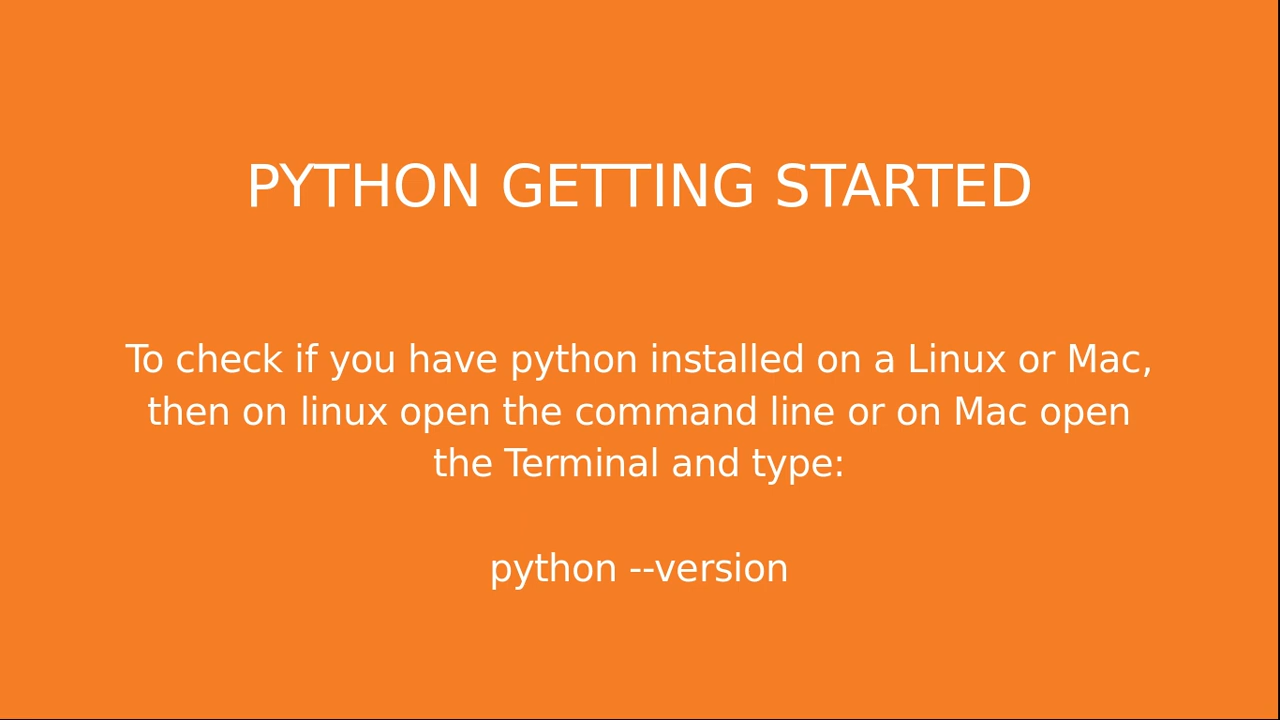 PYTHON GETTING STARTED
To check if you have python installed on a Linux or Mac,
then on linux open the command line or on Mac open
the Terminal and type:
python --version